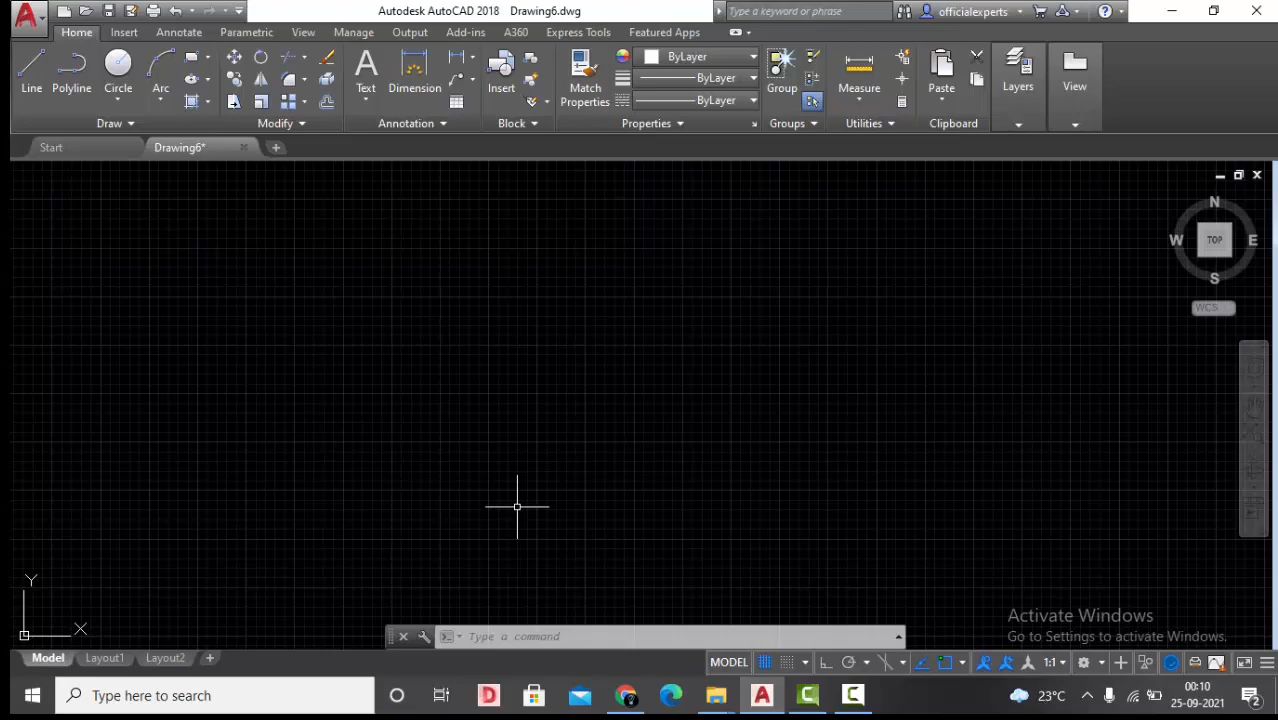 Autodesk AutoCAD 2018 Drawing6.dwg
Type a keyword or phrase
officialexperts
Home Insert Annotate Parametric View Manage Output Add-ins A360 Express Tools Featured Apps
Line Polyline Circle Arc
Text Dimension
Insert
Match
Properties
ByLayer
ByLayer
ByLayer
Group
Measure
Paste
Layers
View
Draw Modify Annotation Block Properties Groups Utilities Clipboard
Start Drawing6*
N
W TOP E
S
WCS
Y
X
Activate Windows
Go to Settings to activate Windows.
Type a command
Model Layout1 Layout2
MODEL 1:1
Type here to search
23°C
00:10
25-09-2021
2